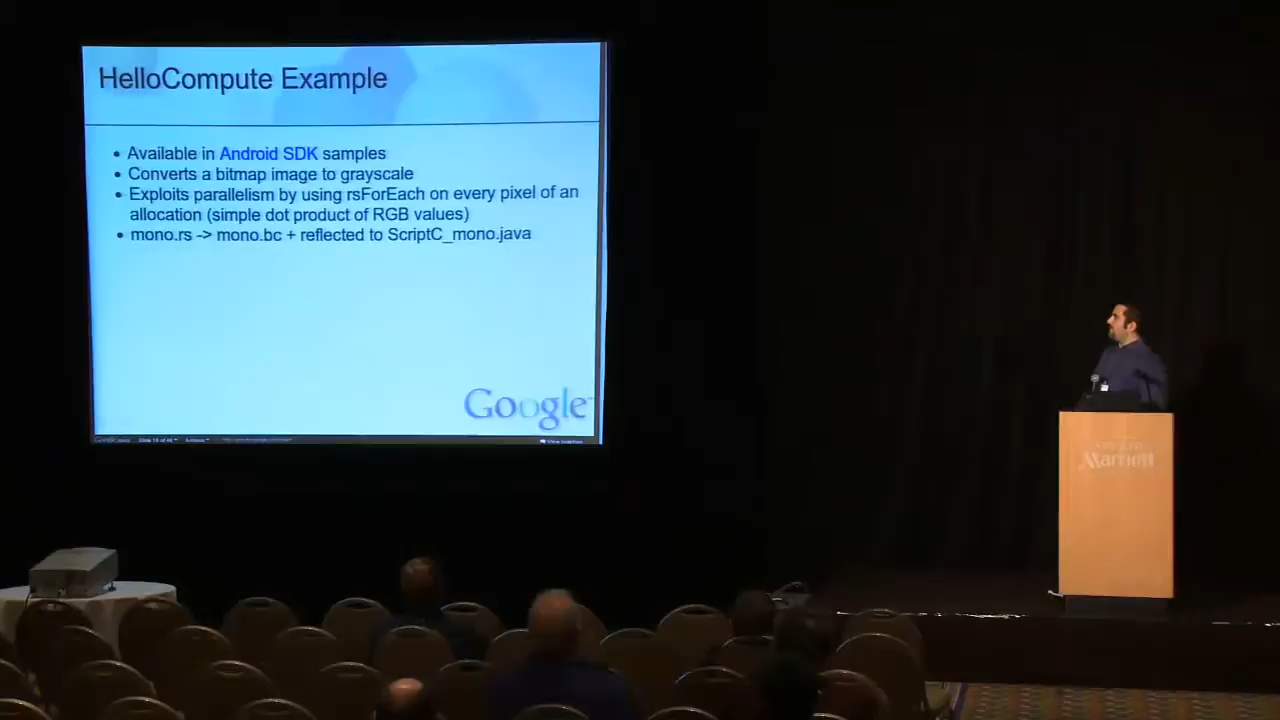 HelloCompute Example
• Available in Android SDK samples
• Converts a bitmap image to grayscale
• Exploits parallelism by using rsForEach on every pixel of an
allocation (simple dot product of RGB values)
• mono.rs -> mono.bc + reflected to ScriptC_mono.java
Google
Marriott